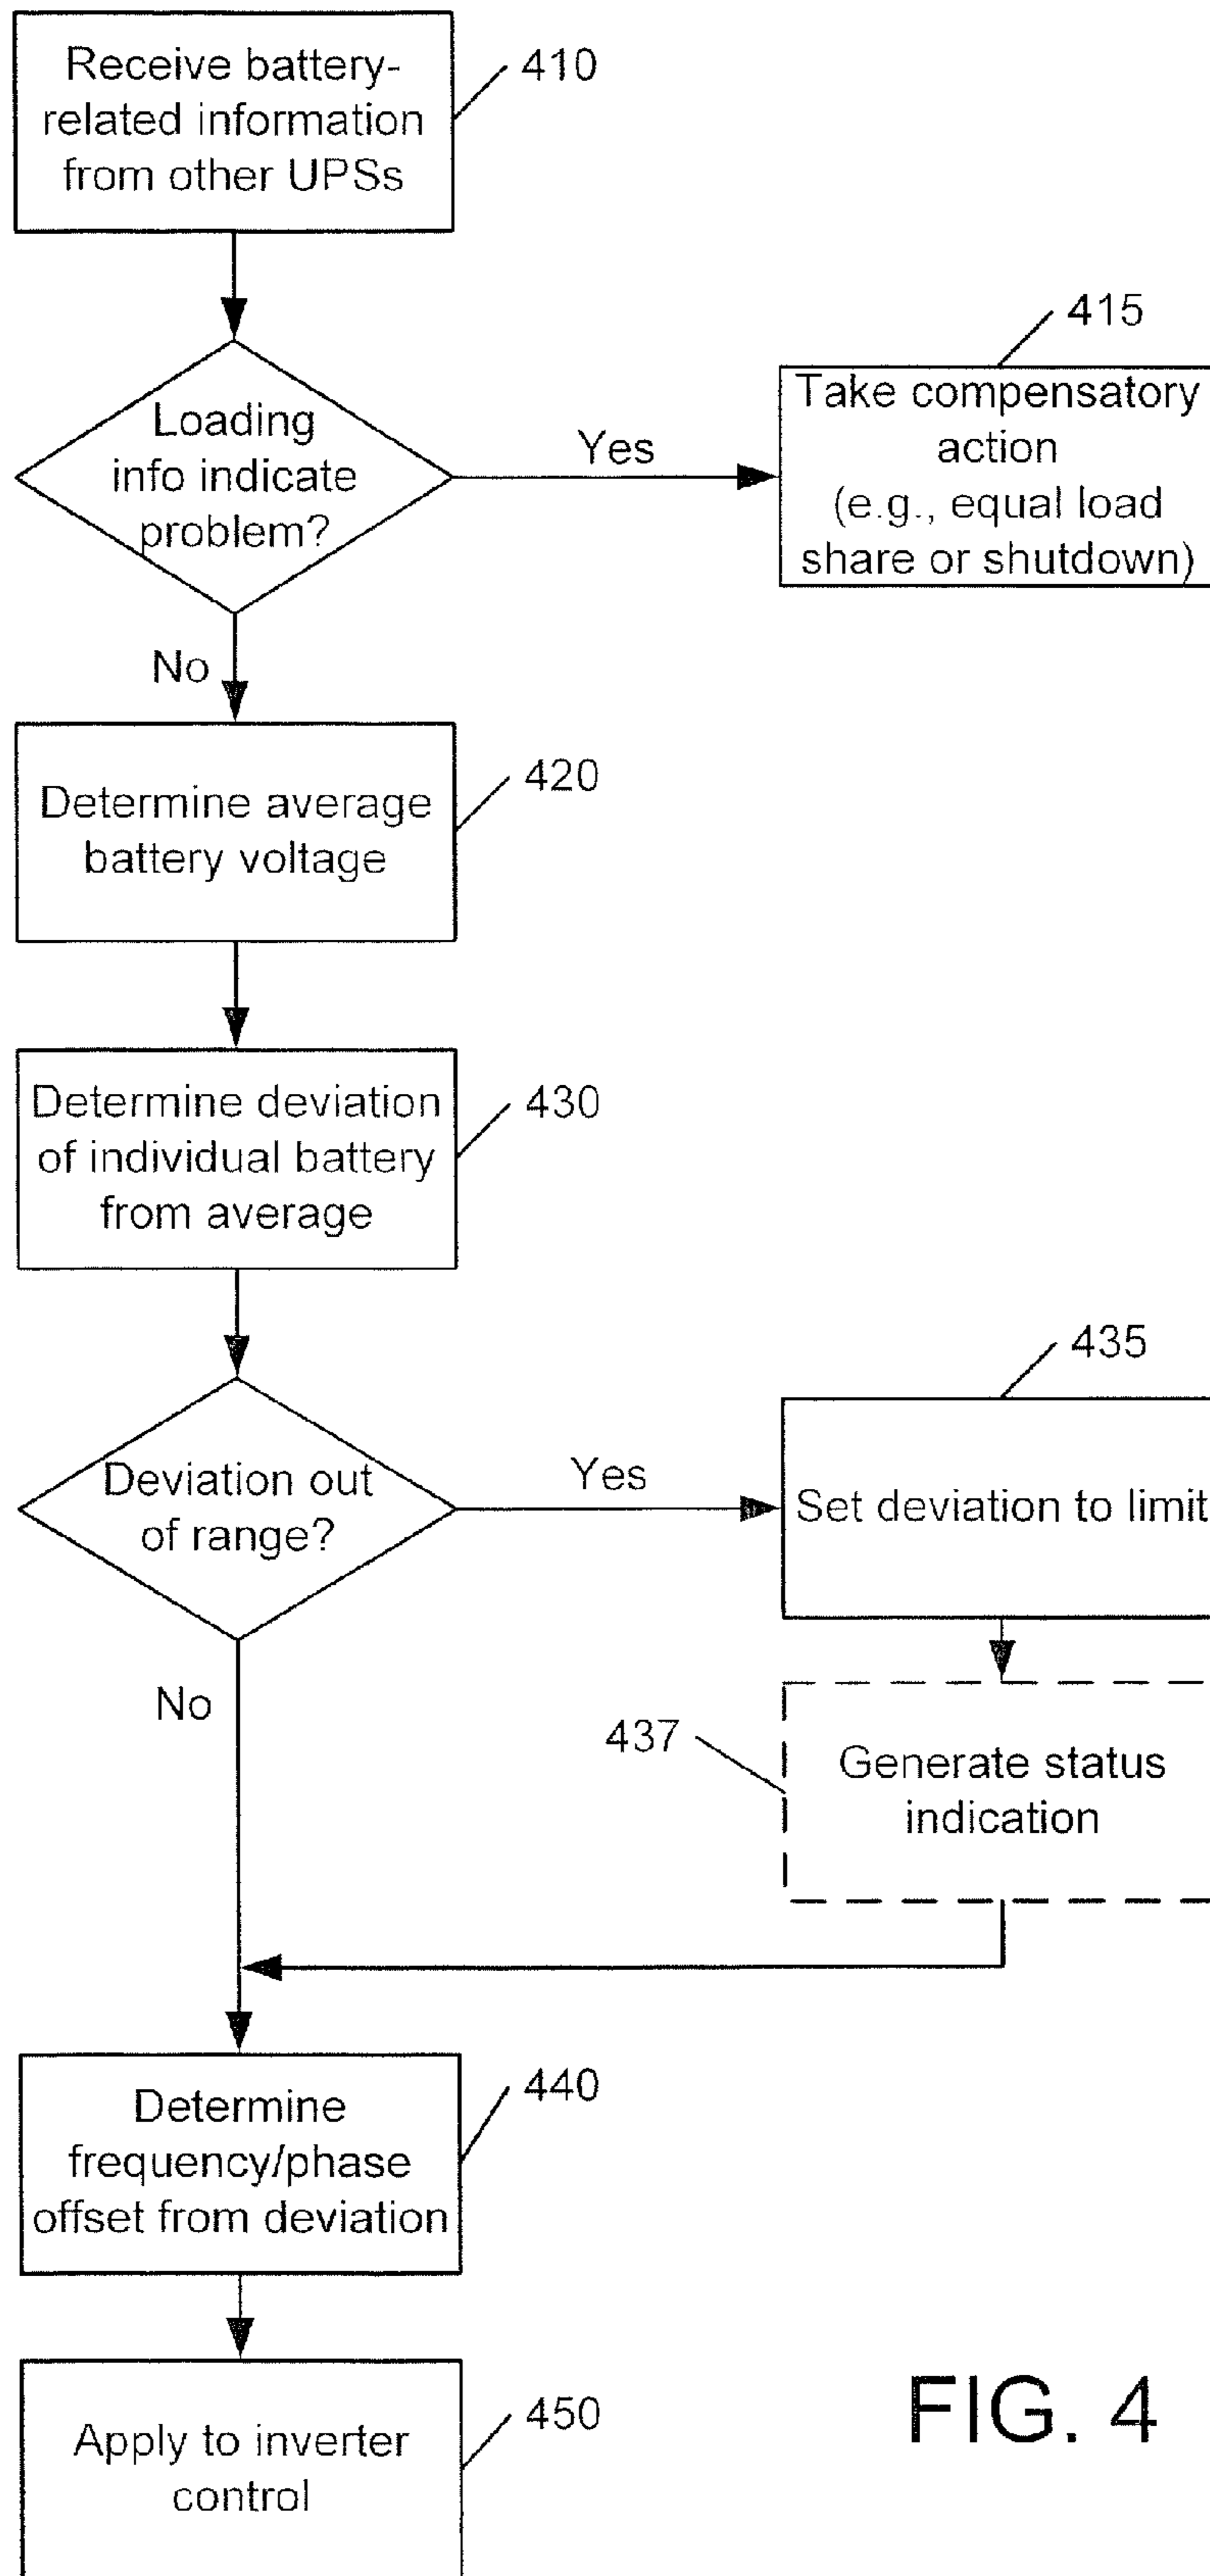 Receive battery-
related information
from other UPSs
410
Loading
info indicate
problem?
Yes
415
Take compensatory
action
(e.g., equal load
share or shutdown)
No
420
Determine average
battery voltage
430
Determine deviation
of individual battery
from average
435
Deviation out
of range?
Yes
Set deviation to limit
No
437
Generate status
indication
440
Determine
frequency/phase
offset from deviation
450
Apply to inverter
control
FIG. 4